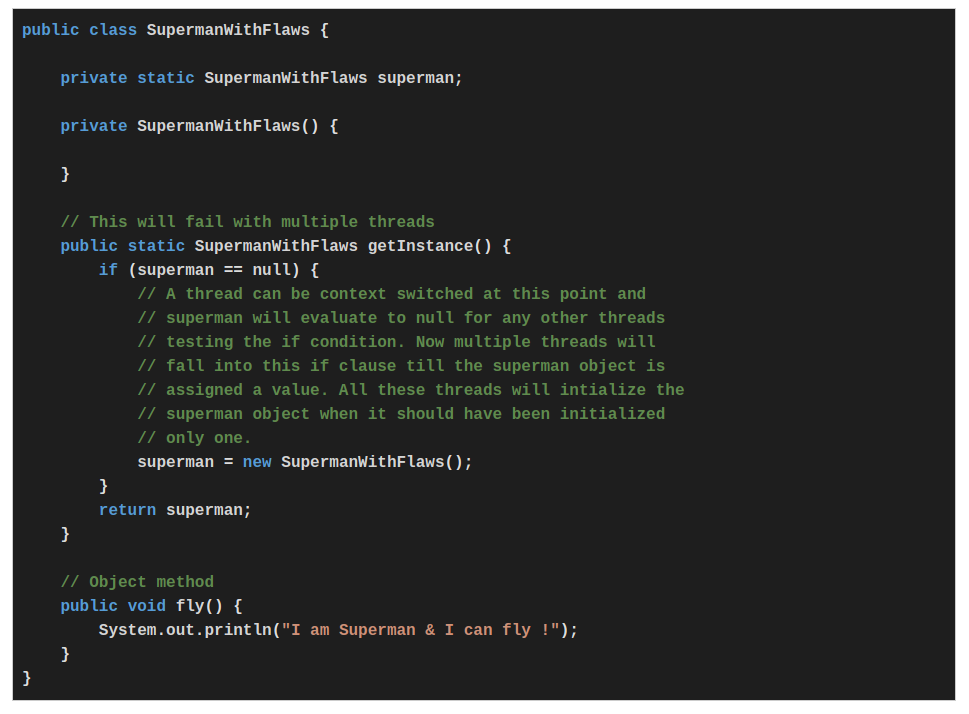 public class SupermanWithFlaws {
private static SupermanWithFlaws superman;
private SupermanWithFlaws() {
}
// This will fail with multiple threads
public static SupermanWithFlaws getInstance() {
if (superman == null) {
// A thread can be context switched at this point and
// superman will evaluate to null for any other threads
// testing the if condition. Now multiple threads will
// fall into this if clause till the superman object is
// assigned a value. All these threads will intialize the
// superman object when it should have been initialized
// only one.
superman = new SupermanWithFlaws();
}
return superman;
}
// Object method
public void fly() {
System.out.println("I am Superman & I can fly !");
}
}